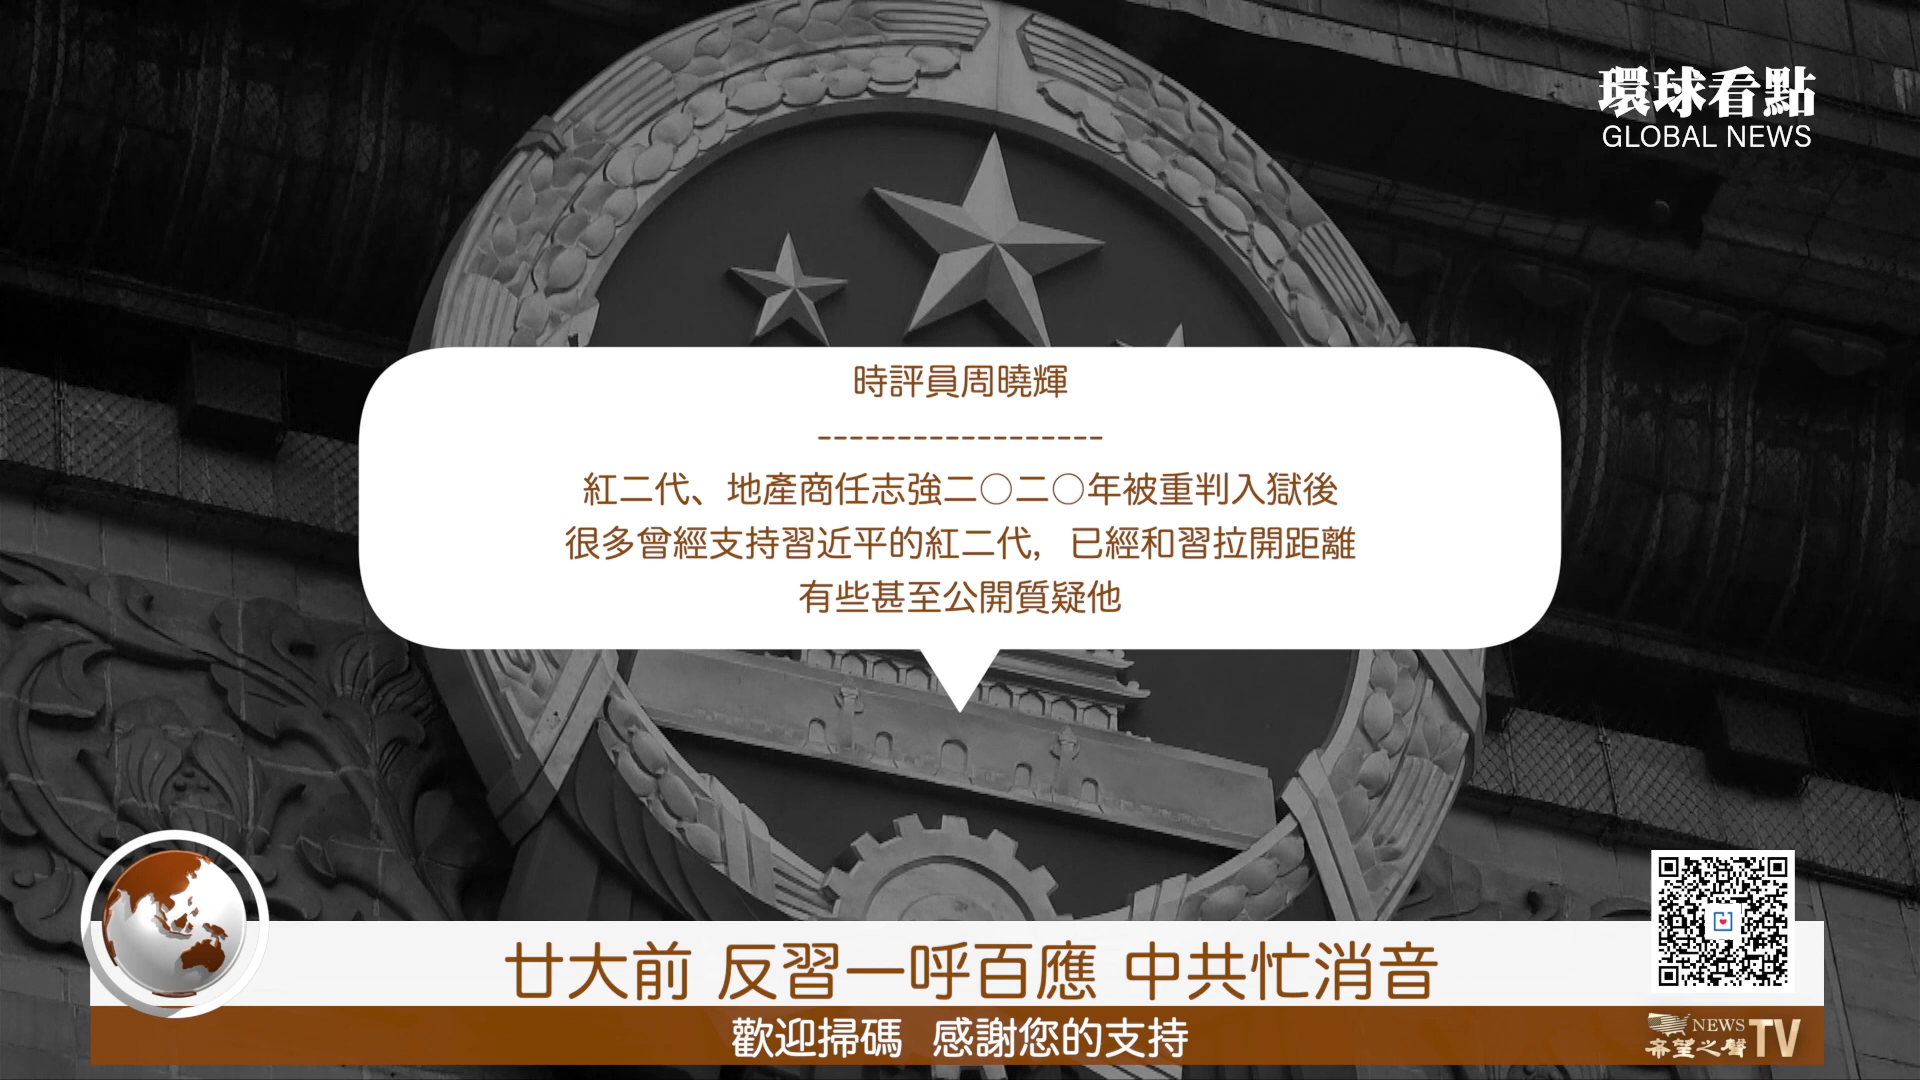 環球看點
GLOBAL NEWS
時評員周曉輝
------------------
紅二代、地產商任志強二〇二〇年被重判入獄後
很多曾經支持習近平的紅二代，已經和習拉開距離
有些甚至公開質疑他
廿大前 反習一呼百應 中共忙消音
歡迎掃碼 感謝您的支持
NEWS
希望之聲TV